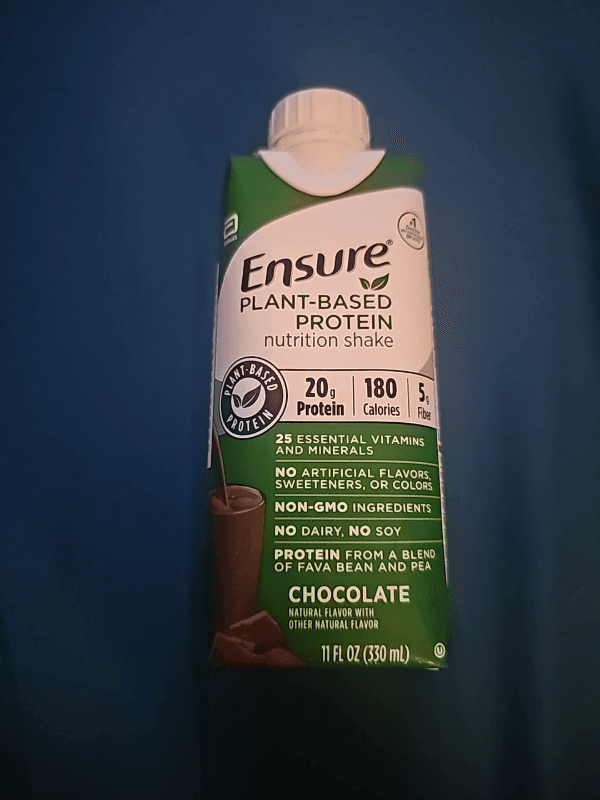 Ensure®
PLANT-BASED
PROTEIN
nutrition shake
PLANT-BASED
PROTEIN
20g
Protein
180
Calories
5g
Fiber
25 ESSENTIAL VITAMINS
AND MINERALS
NO ARTIFICIAL FLAVORS,
SWEETENERS, OR COLORS
NON-GMO INGREDIENTS
NO DAIRY, NO SOY
PROTEIN FROM A BLEND
OF FAVA BEAN AND PEA
CHOCOLATE
NATURAL FLAVOR WITH
OTHER NATURAL FLAVOR
11 FL OZ (330 mL)
U